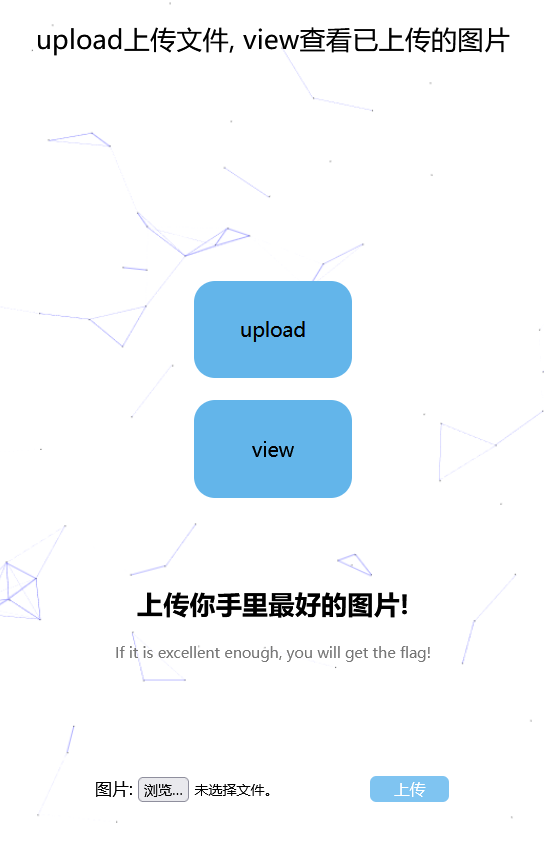 upload上传文件, view查看已上传的图片
upload
view
上传你手里最好的图片!
If it is excellent enough, you will get the flag!
图片: 浏览... 未选择文件。 上传